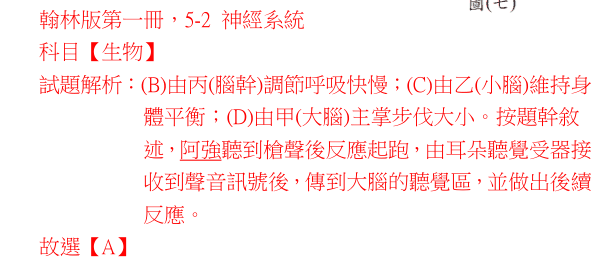 圖(七)
翰林版第一冊，5-2 神經系統
科目【生物】
試題解析：(B)由丙(腦幹)調節呼吸快慢；(C)由乙(小腦)維持身
體平衡；(D)由甲(大腦)主掌步伐大小。按題幹敘
述，阿強聽到槍聲後反應起跑，由耳朵聽覺受器接
收到聲音訊號後，傳到大腦的聽覺區，並做出後續
反應。
故選【A】